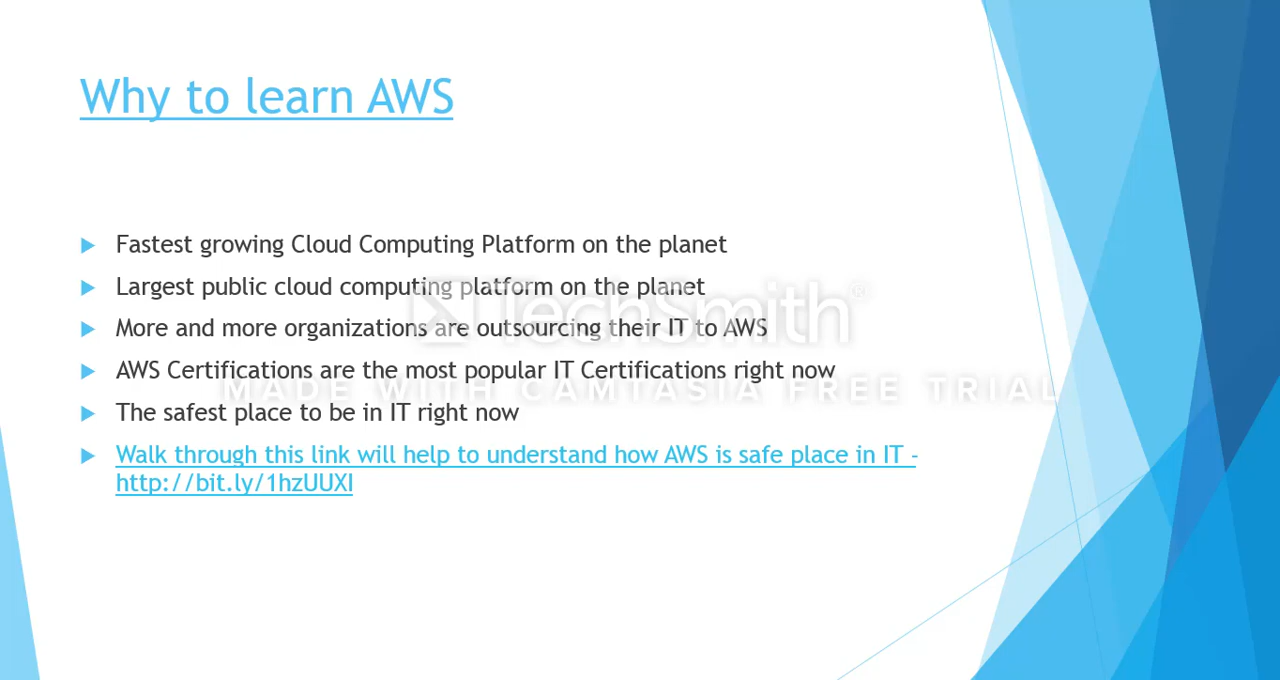 Why to learn AWS
Fastest growing Cloud Computing Platform on the planet
Largest public cloud computing platform on the planet
More and more organizations are outsourcing their IT to AWS
AWS Certifications are the most popular IT Certifications right now
The safest place to be in IT right now
Walk through this link will help to understand how AWS is safe place in IT -
http://bit.ly/1hzUUXI
TechSmith®
MADE WITH CAMTASIA FREE TRIAL